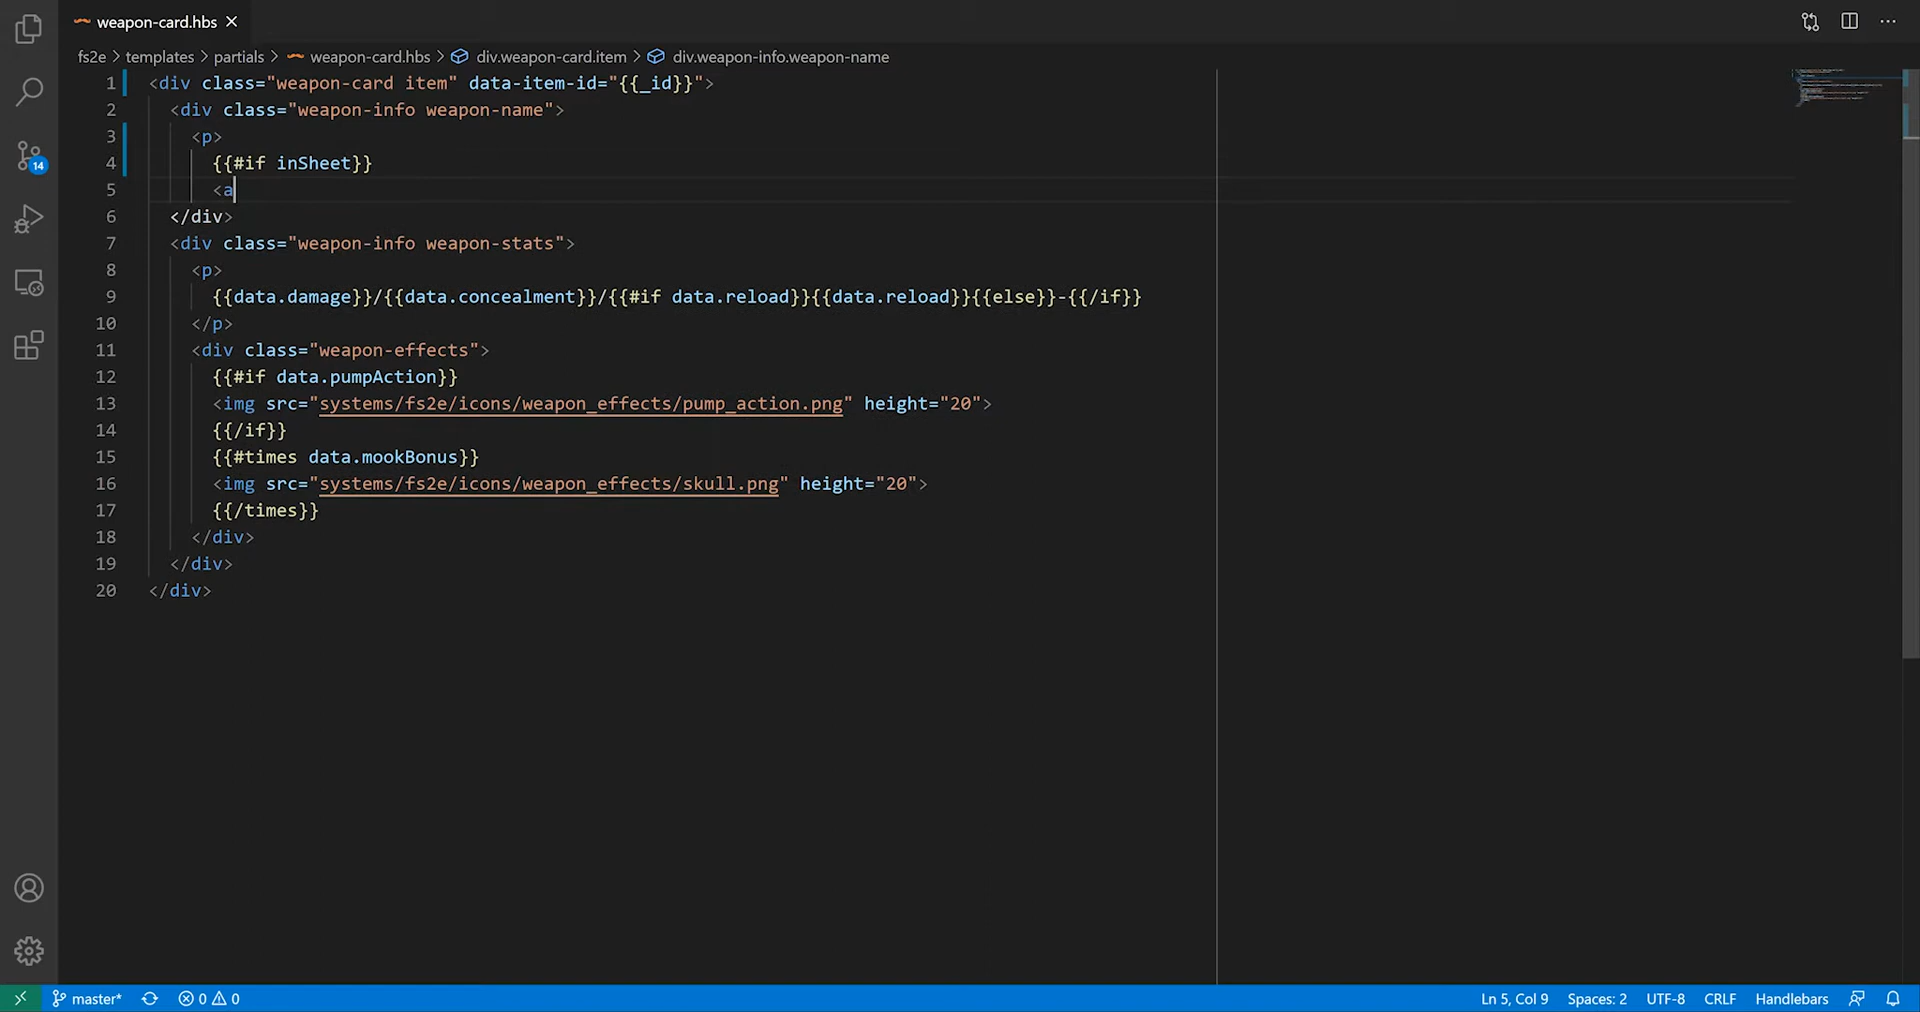 weapon-card.hbs
fs2e > templates > partials > weapon-card.hbs > div.weapon-card.item > div.weapon-info.weapon-name
1 <div class="weapon-card item" data-item-id="{{_id}}">
2 <div class="weapon-info weapon-name">
3 <p>
4 {{#if inSheet}}
5 <a
6 </div>
7 <div class="weapon-info weapon-stats">
8 <p>
9 {{data.damage}}/{{data.concealment}}/{{#if data.reload}}{{data.reload}}{{else}}-{{/if}}
10 </p>
11 <div class="weapon-effects">
12 {{#if data.pumpAction}}
13 <img src="systems/fs2e/icons/weapon_effects/pump_action.png" height="20">
14 {{/if}}
15 {{#times data.mookBonus}}
16 <img src="systems/fs2e/icons/weapon_effects/skull.png" height="20">
17 {{/times}}
18 </div>
19 </div>
20 </div>
14
master* 0 0 Ln 5, Col 9 Spaces: 2 UTF-8 CRLF Handlebars